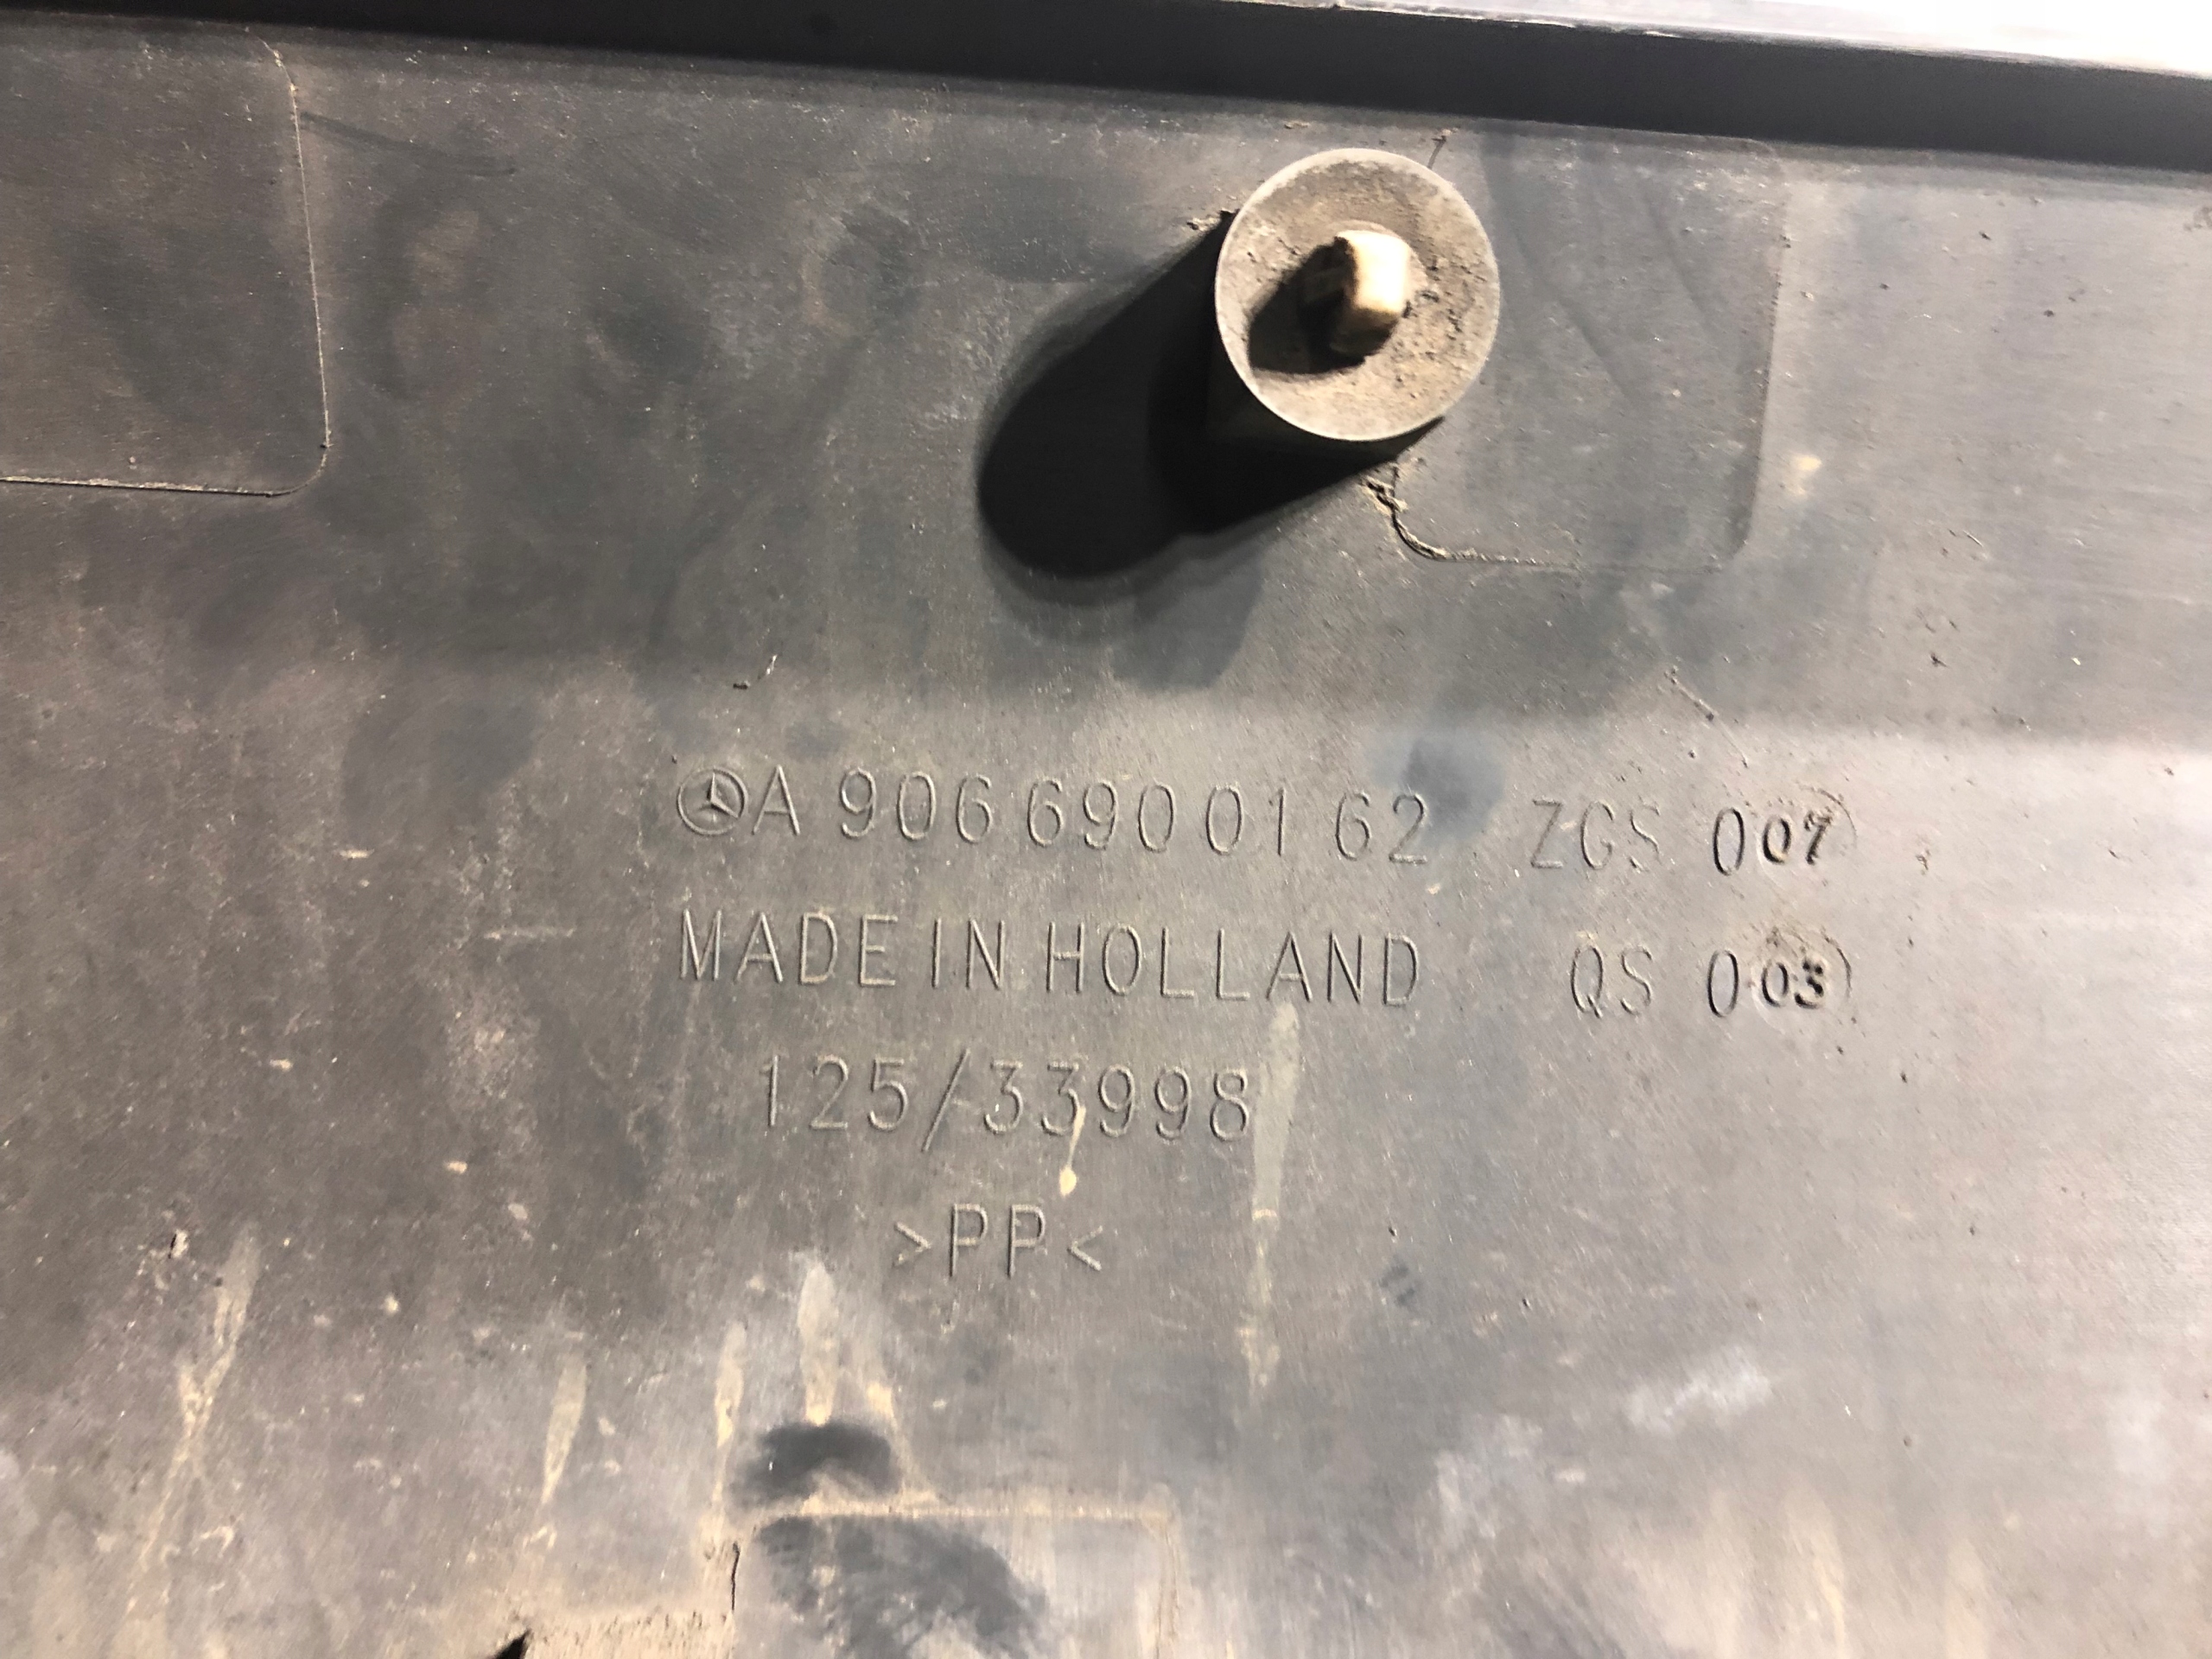 A 906 690 01 62 ZGS 007
MADE IN HOLLAND QS 003
125/33998
>PP<